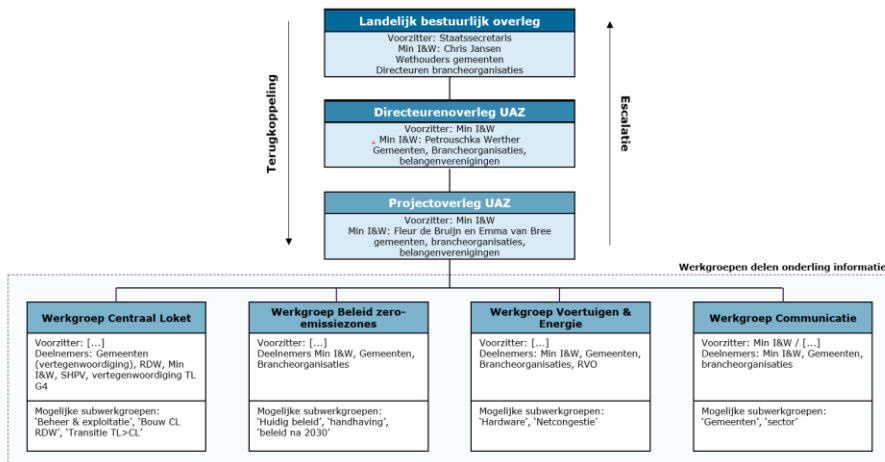 Landelijk bestuurlijk overleg
Voorzitter: Staatssecretaris
Min I&W: Chris Jansen
Wethouders gemeenten
Directeuren brancheorganisaties
Terugkoppeling
Escalatie
Directeurenoverleg UAZ
Voorzitter: Min I&W
Min I&W: Petrouschka Werther
Gemeenten, Brancheorganisaties,
belangenverenigingen
Projectoverleg UAZ
Voorzitter: Min I&W
Min I&W: Fleur de Bruijn en Emma van Bree
gemeenten, brancheorganisaties,
belangenverenigingen
Werkgroepen delen onderling informatie
Werkgroep Centraal Loket
Voorzitter: [...]
Deelnemers: Gemeenten
(vertegenwoordiging), RDW, Min
I&W, SHPV, vertegenwoordiging TL
G4
Mogelijke subwerkgroepen:
‘Beheer & exploitatie’, ‘Bouw CL
RDW’, ‘Transitie TL>CL’
Werkgroep Beleid zero-
emissiezones
Voorzitter: [...]
Deelnemers Min I&W, Gemeenten,
Brancheorganisaties
Mogelijke subwerkgroepen:
‘Huidig beleid’, ‘handhaving’,
‘beleid na 2030’
Werkgroep Voertuigen &
Energie
Voorzitter: [...]
Deelnemers: Min I&W, Gemeenten,
Brancheorganisaties, RVO
Mogelijke subwerkgroepen:
‘Hardware’, ‘Netcongestie’
Werkgroep Communicatie
Voorzitter: Min I&W / [...]
Deelnemers: Min I&W, Gemeenten,
brancheorganisaties
Mogelijke subwerkgroepen:
‘Gemeenten’, ‘sector’